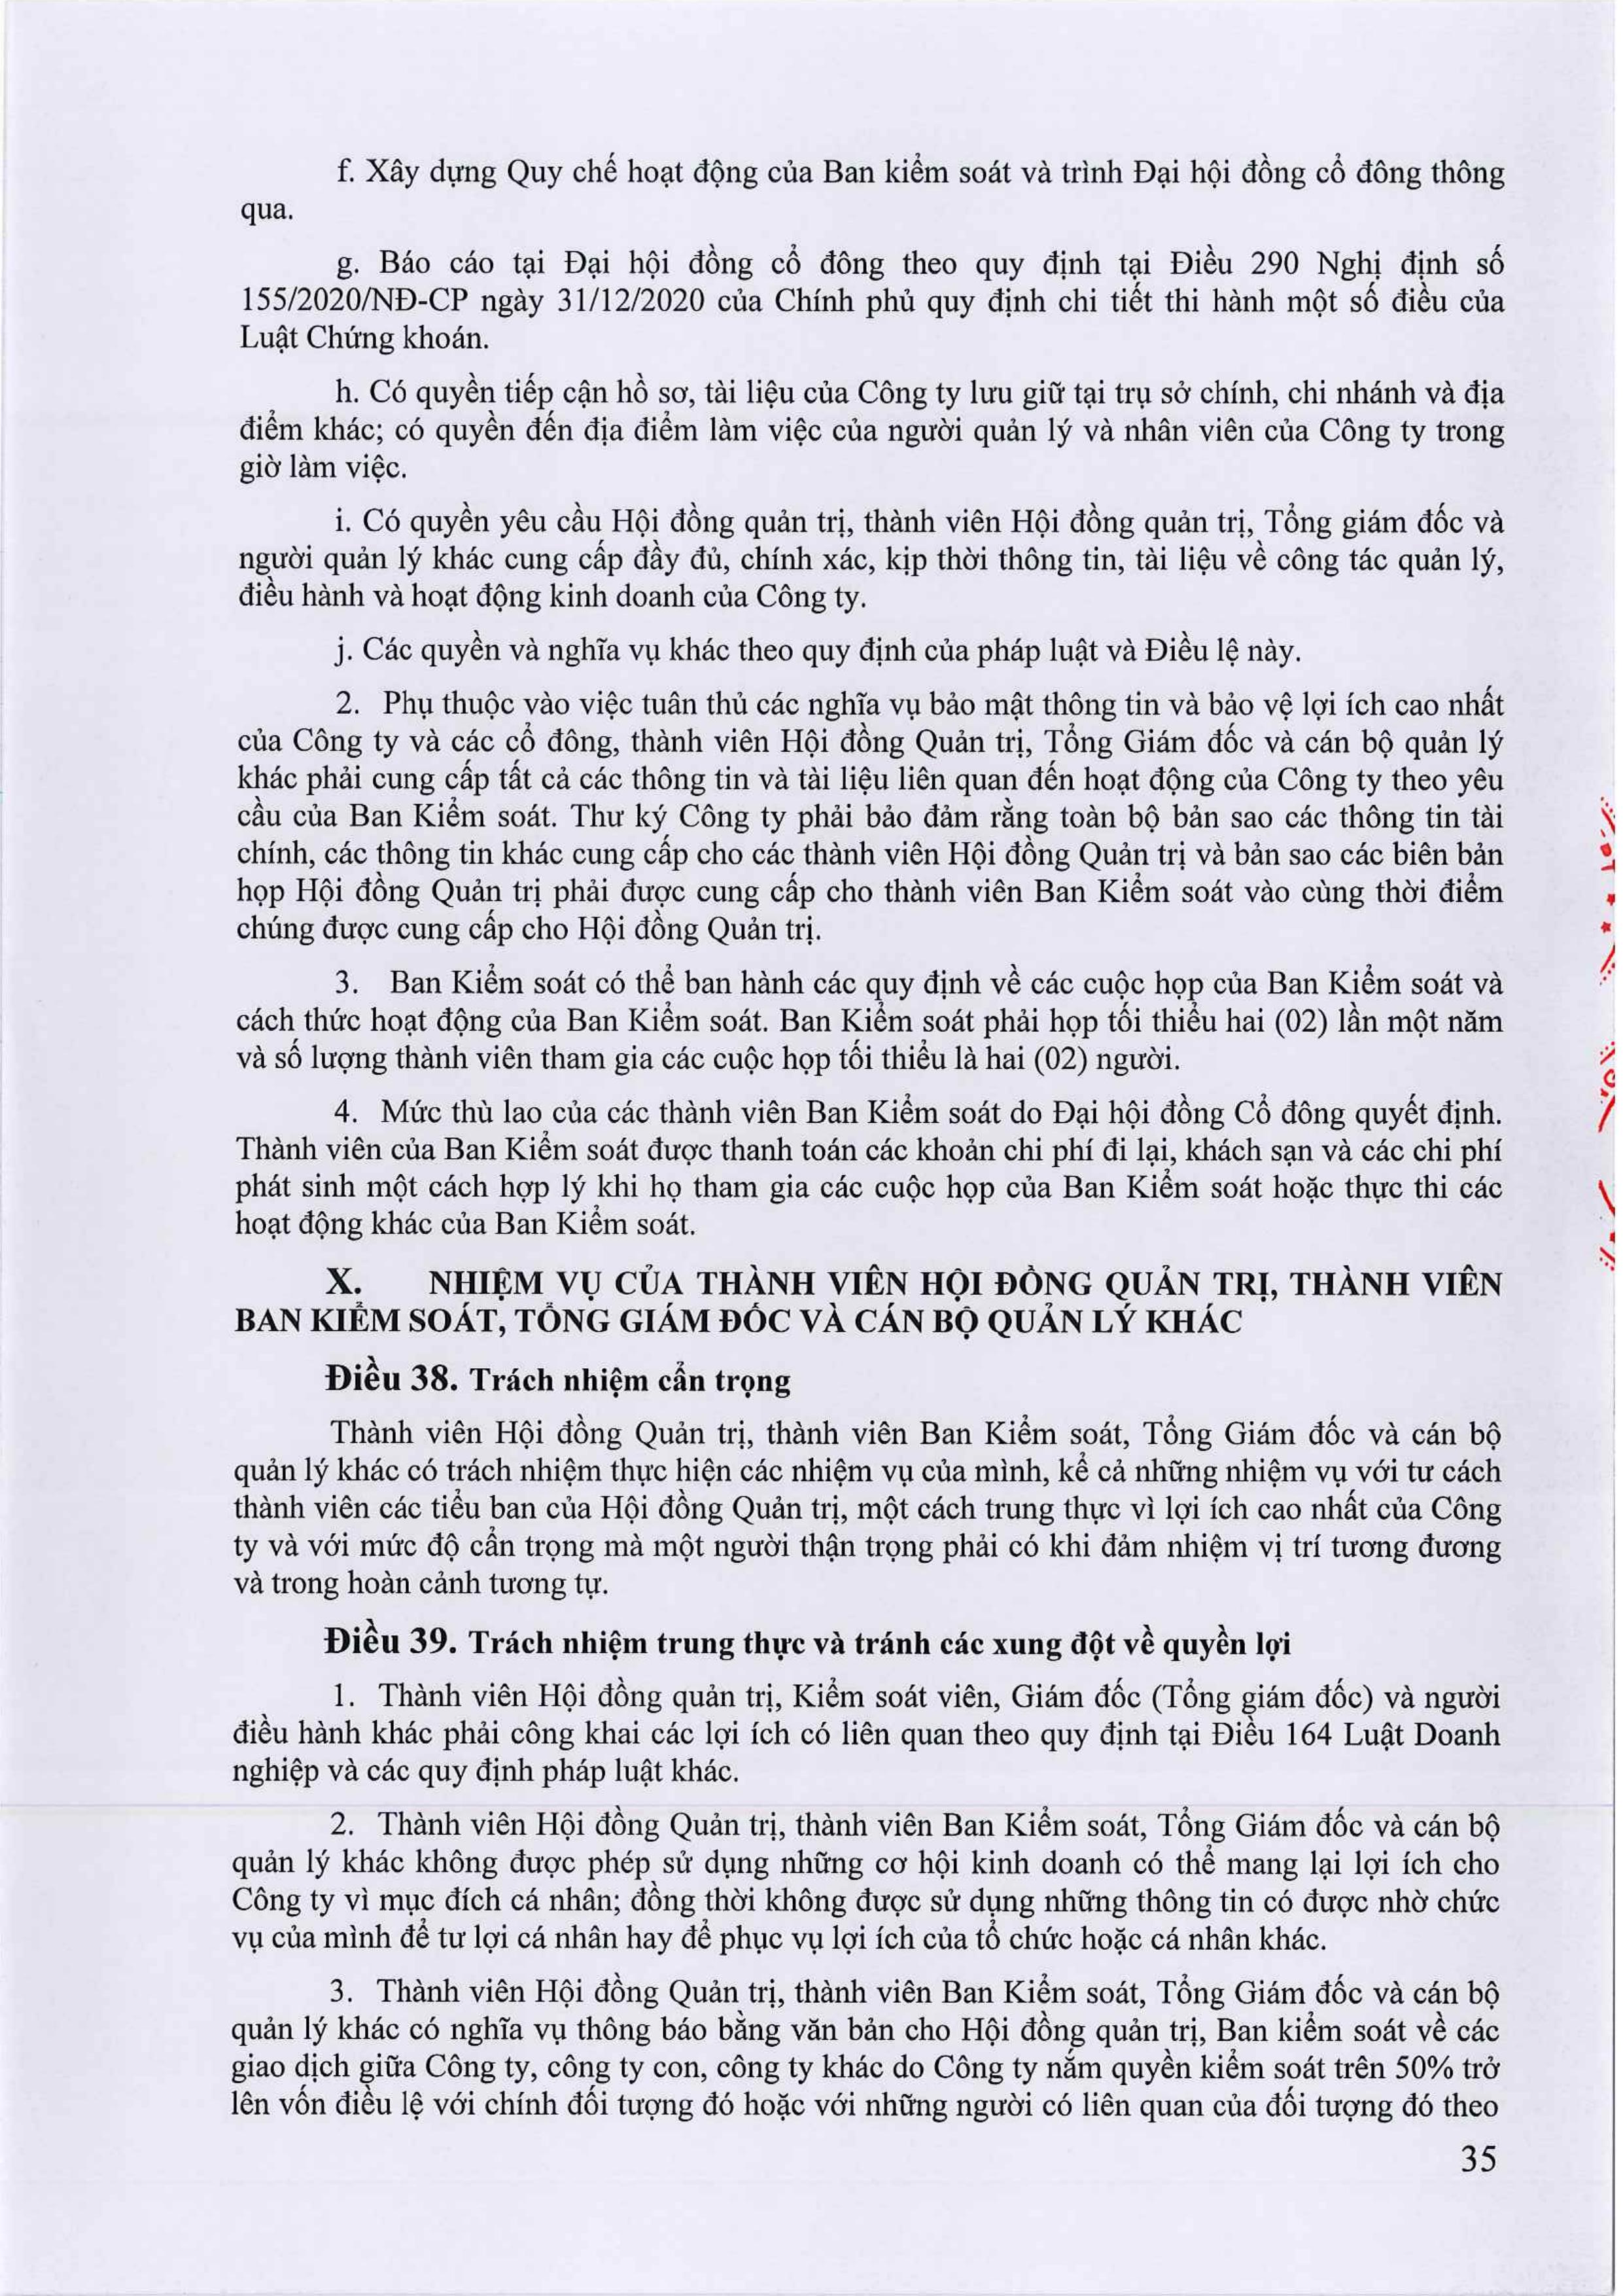 f. Xây dựng Quy chế hoạt động của Ban kiểm soát và trình Đại hội đồng cổ đông thông
qua.
g. Báo cáo tại Đại hội đồng cổ đông theo quy định tại Điều 290 Nghị định số
155/2020/NĐ-CP ngày 31/12/2020 của Chính phủ quy định chi tiết thi hành một số điều của
Luật Chứng khoán.
h. Có quyền tiếp cận hồ sơ, tài liệu của Công ty lưu giữ tại trụ sở chính, chi nhánh và địa
điểm khác; có quyền đến địa điểm làm việc của người quản lý và nhân viên của Công ty trong
giờ làm việc.
i. Có quyền yêu cầu Hội đồng quản trị, thành viên Hội đồng quản trị, Tổng giám đốc và
người quản lý khác cung cấp đầy đủ, chính xác, kịp thời thông tin, tài liệu về công tác quản lý,
điều hành và hoạt động kinh doanh của Công ty.
j. Các quyền và nghĩa vụ khác theo quy định của pháp luật và Điều lệ này.
2. Phụ thuộc vào việc tuân thủ các nghĩa vụ bảo mật thông tin và bảo vệ lợi ích cao nhất
của Công ty và các cổ đông, thành viên Hội đồng Quản trị, Tổng Giám đốc và cán bộ quản lý
khác phải cung cấp tất cả các thông tin và tài liệu liên quan đến hoạt động của Công ty theo yêu
cầu của Ban Kiểm soát. Thư ký Công ty phải bảo đảm rằng toàn bộ bản sao các thông tin tài
chính, các thông tin khác cung cấp cho các thành viên Hội đồng Quản trị và bản sao các biên bản
họp Hội đồng Quản trị phải được cung cấp cho thành viên Ban Kiểm soát vào cùng thời điểm
chúng được cung cấp cho Hội đồng Quản trị.
3. Ban Kiểm soát có thể ban hành các quy định về các cuộc họp của Ban Kiểm soát và
cách thức hoạt động của Ban Kiểm soát. Ban Kiểm soát phải họp tối thiểu hai (02) lần một năm
và số lượng thành viên tham gia các cuộc họp tối thiểu là hai (02) người.
4. Mức thù lao của các thành viên Ban Kiểm soát do Đại hội đồng Cổ đông quyết định.
Thành viên của Ban Kiểm soát được thanh toán các khoản chi phí đi lại, khách sạn và các chi phí
phát sinh một cách hợp lý khi họ tham gia các cuộc họp của Ban Kiểm soát hoặc thực thi các
hoạt động khác của Ban Kiểm soát.
X. NHIỆM VỤ CỦA THÀNH VIÊN HỘI ĐỒNG QUẢN TRỊ, THÀNH VIÊN
BAN KIỂM SOÁT, TỔNG GIÁM ĐỐC VÀ CÁN BỘ QUẢN LÝ KHÁC
Điều 38. Trách nhiệm cẩn trọng
Thành viên Hội đồng Quản trị, thành viên Ban Kiểm soát, Tổng Giám đốc và cán bộ
quản lý khác có trách nhiệm thực hiện các nhiệm vụ của mình, kể cả những nhiệm vụ với tư cách
thành viên các tiểu ban của Hội đồng Quản trị, một cách trung thực vì lợi ích cao nhất của Công
ty và với mức độ cẩn trọng mà một người thận trọng phải có khi đảm nhiệm vị trí tương đương
và trong hoàn cảnh tương tự.
Điều 39. Trách nhiệm trung thực và tránh các xung đột về quyền lợi
1. Thành viên Hội đồng quản trị, Kiểm soát viên, Giám đốc (Tổng giám đốc) và người
điều hành khác phải công khai các lợi ích có liên quan theo quy định tại Điều 164 Luật Doanh
nghiệp và các quy định pháp luật khác.
2. Thành viên Hội đồng Quản trị, thành viên Ban Kiểm soát, Tổng Giám đốc và cán bộ
quản lý khác không được phép sử dụng những cơ hội kinh doanh có thể mang lại lợi ích cho
Công ty vì mục đích cá nhân; đồng thời không được sử dụng những thông tin có được nhờ chức
vụ của mình để tư lợi cá nhân hay để phục vụ lợi ích của tổ chức hoặc cá nhân khác.
3. Thành viên Hội đồng Quản trị, thành viên Ban Kiểm soát, Tổng Giám đốc và cán bộ
quản lý khác có nghĩa vụ thông báo bằng văn bản cho Hội đồng quản trị, Ban kiểm soát về các
giao dịch giữa Công ty, công ty con, công ty khác do Công ty nắm quyền kiểm soát trên 50% trở
lên vốn điều lệ với chính đối tượng đó hoặc với những người có liên quan của đối tượng đó theo
35